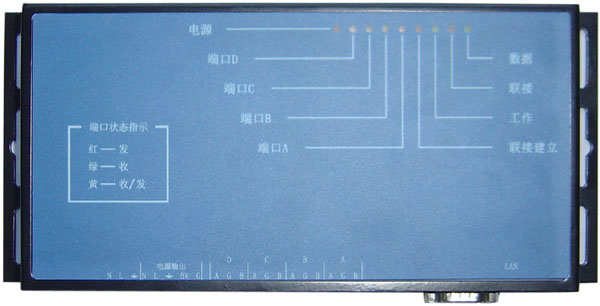 电源
端口D
端口C
端口B
端口A
数据
联接
工作
联接建立
端口状态指示
红—发
绿—收
黄—收/发
D C B A
电源输出
N L ⏚ N L ⏚ 5V G A G B A G B A G B A G B
LAN